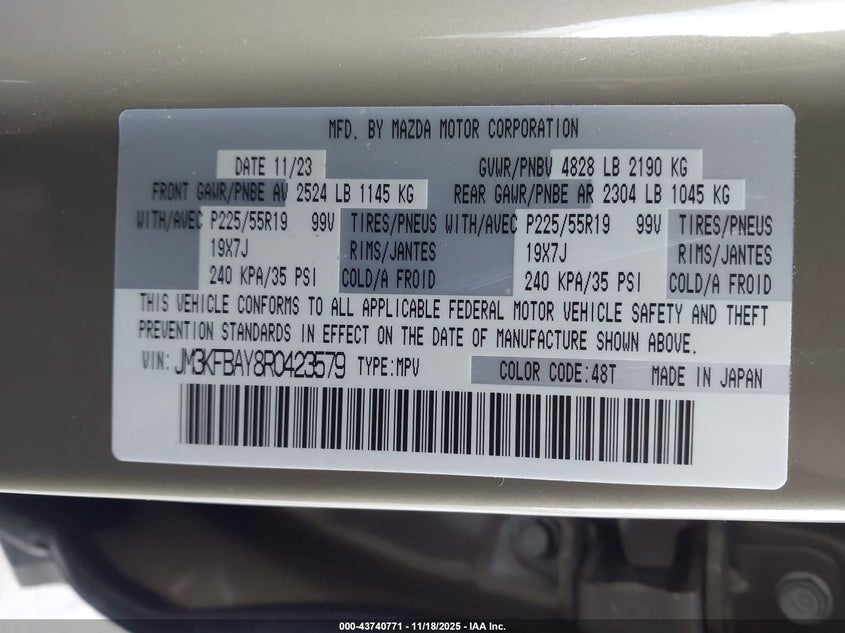 MFD. BY MAZDA MOTOR CORPORATION
DATE 11/23 GVWR/PNBV 4828 LB 2190 KG
FRONT GAWR/PNBE AV 2524 LB 1145 KG REAR GAWR/PNBE AR 2304 LB 1045 KG
WITH/AVEC P225/55R19 99V TIRES/PNEUS WITH/AVEC P225/55R19 99V TIRES/PNEUS
19X7J RIMS/JANTES 19X7J RIMS/JANTES
240 KPA/35 PSI COLD/A FROID 240 KPA/35 PSI COLD/A FROID
THIS VEHICLE CONFORMS TO ALL APPLICABLE FEDERAL MOTOR VEHICLE SAFETY AND THEFT
PREVENTION STANDARDS IN EFFECT ON THE DATE OF MANUFACTURE SHOWN ABOVE.
VIN: JM3KFBAY8R0423579 TYPE:MPV COLOR CODE:48T MADE IN JAPAN
000-43740771 - 11/18/2025 - IAA Inc.